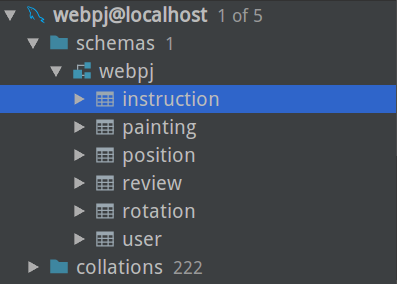 webpj@localhost 1 of 5
schemas 1
webpj
instruction
painting
position
review
rotation
user
collations 222